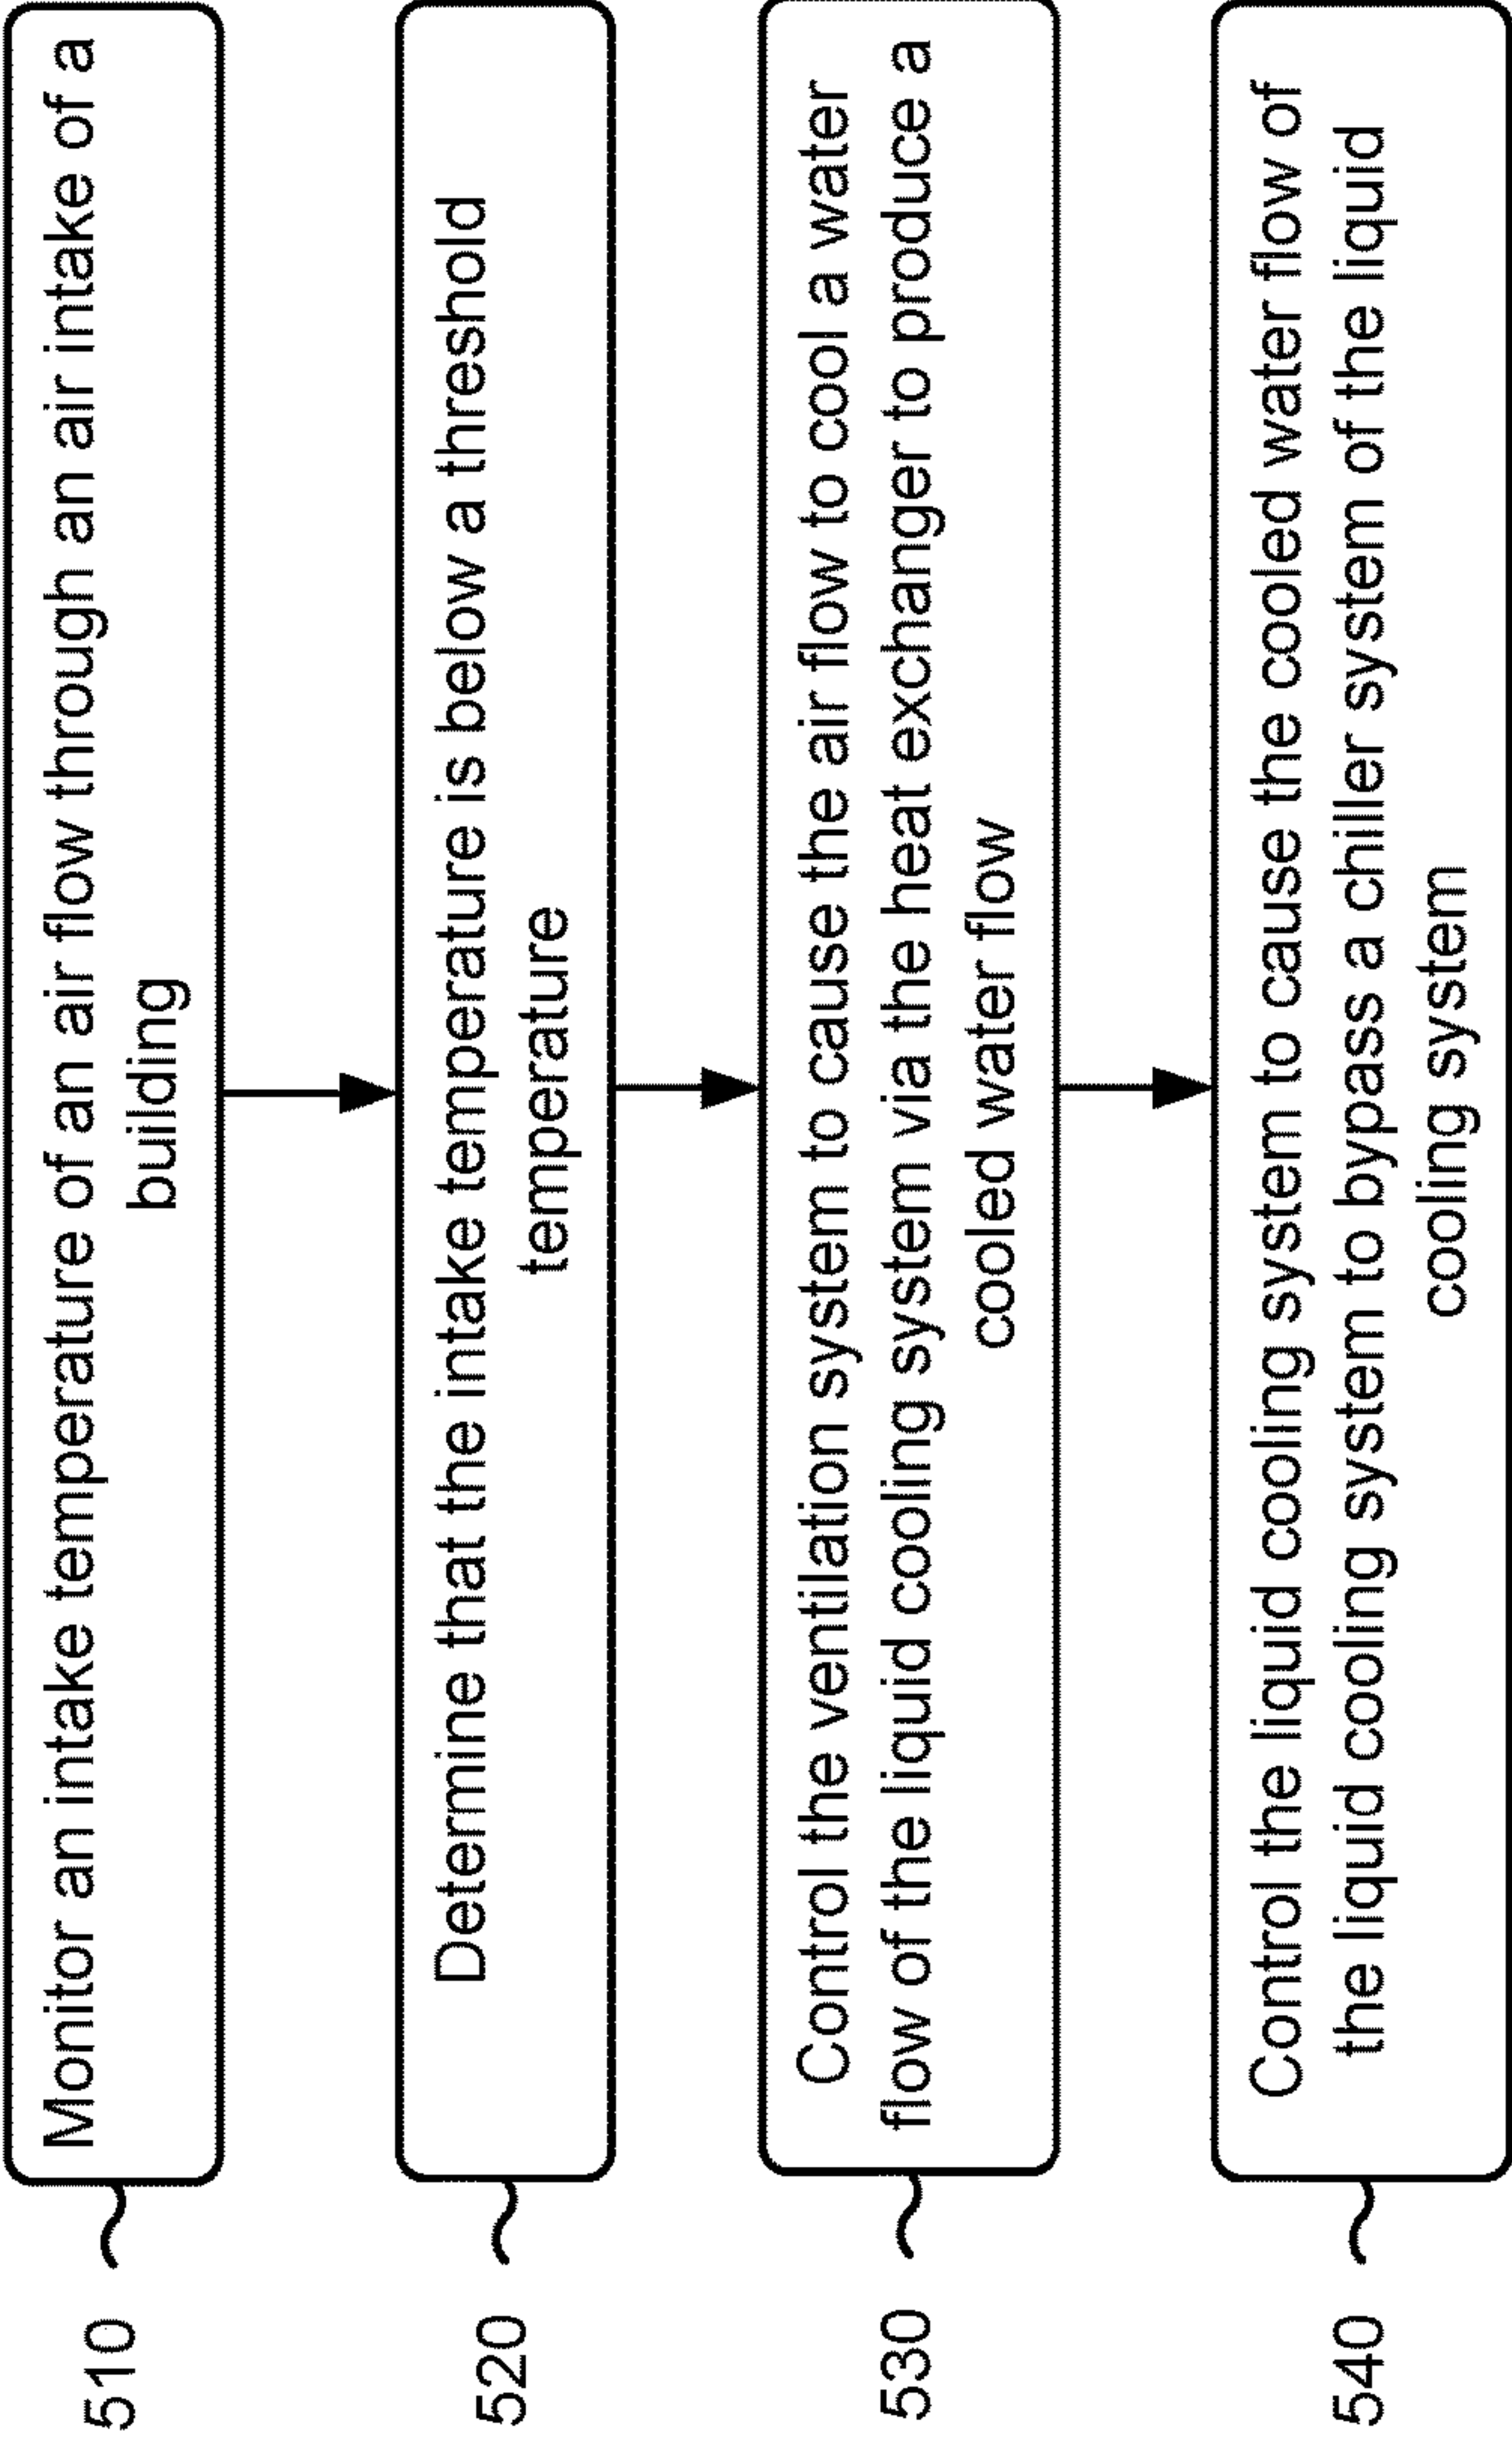 510
Monitor an intake temperature of an air flow through an air intake of a
building
520
Determine that the intake temperature is below a threshold
temperature
530
Control the ventilation system to cause the air flow to cool a water
flow of the liquid cooling system via the heat exchanger to produce a
cooled water flow
540
Control the liquid cooling system to cause the cooled water flow of
the liquid cooling system to bypass a chiller system of the liquid
cooling system